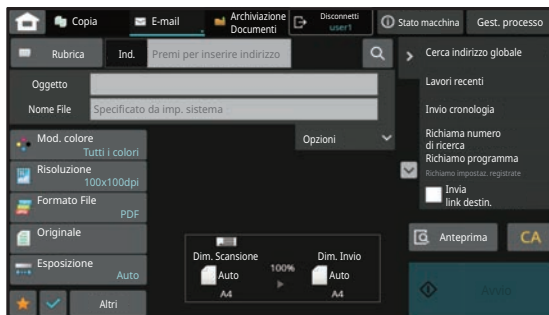 Copia
E-mail
Archiviazione
Documenti
Disconnetti
user1
Stato macchina
Gest. processo
Rubrica
Ind.
Premi per inserire indirizzo
Cerca indirizzo globale
Oggetto
Lavori recenti
Nome File
Specificato da imp. sistema
Invio cronologia
Mod. colore
Tutti i colori
Opzioni
Richiama numero
di ricerca
Richiamo programma
Richiamo impostaz. registrate
Risoluzione
100x100dpi
Invia
link destin.
Formato File
PDF
Originale
Anteprima
CA
Dim. Scansione
Auto
A4
100%
Dim. Invio
Auto
A4
Esposizione
Auto
Avvio
Altri